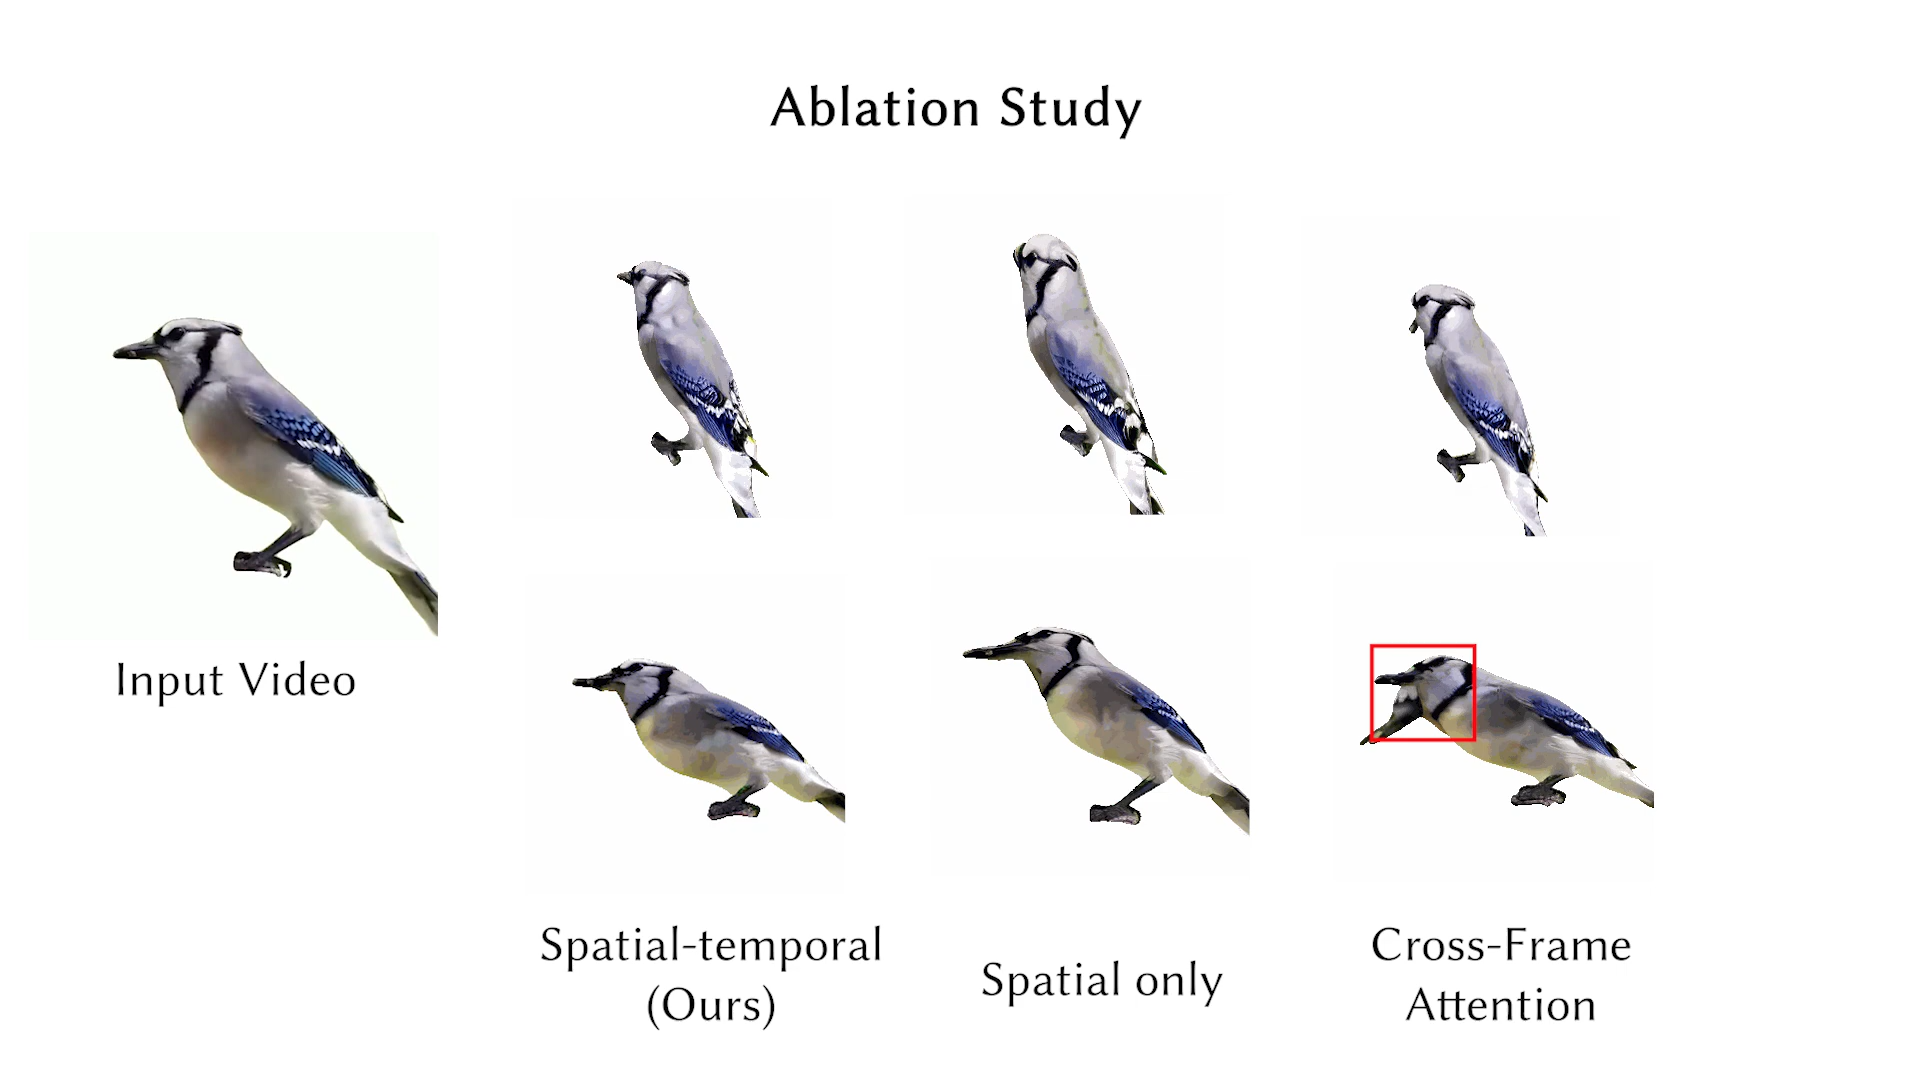 Ablation Study
Input Video
Spatial-temporal
(Ours)
Spatial only
Cross-Frame
Attention